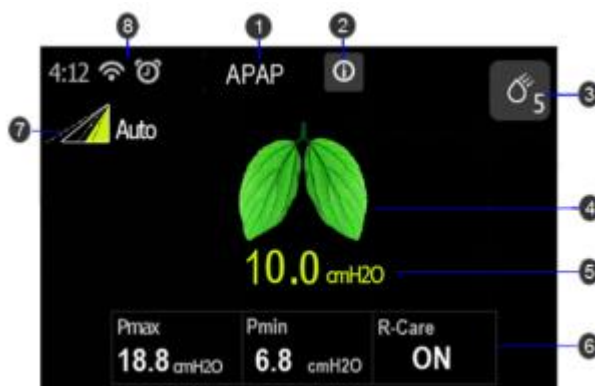 8
1
2
4:12
APAP
5
3
7
Auto
4
10.0 cmH2O
5
Pmax
Pmin
R-Care
18.8 cmH2O
6.8 cmH2O
ON
6